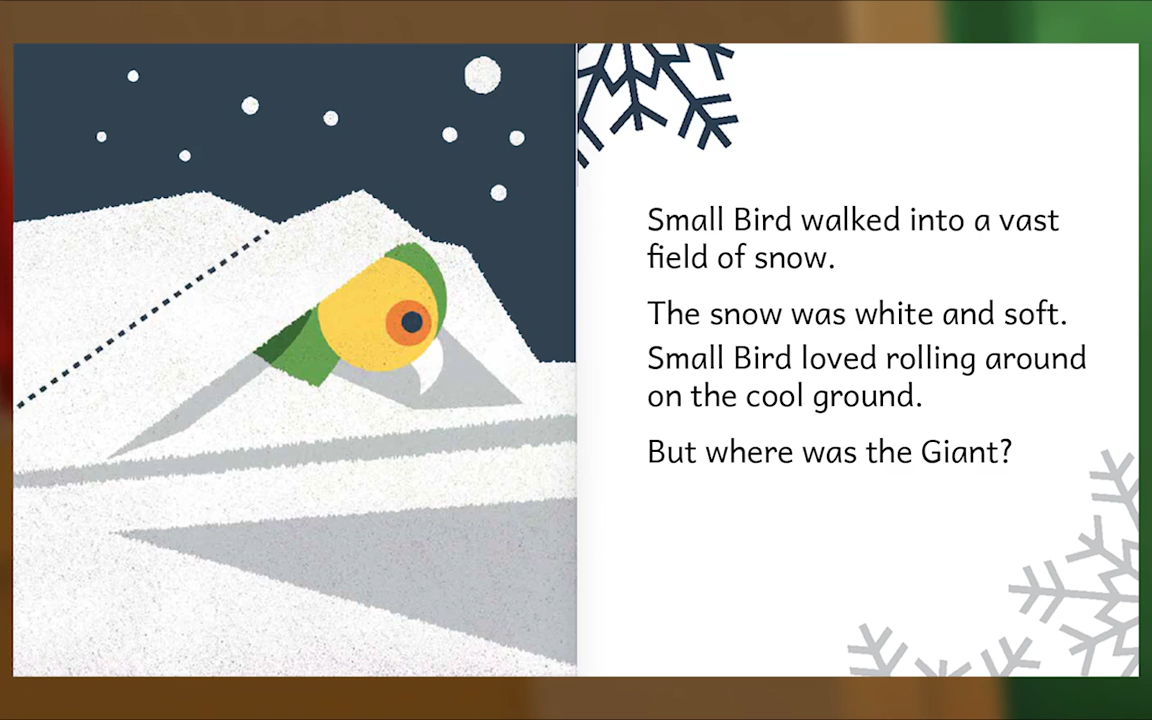 Small Bird walked into a vast
field of snow.
The snow was white and soft.
Small Bird loved rolling around
on the cool ground.
But where was the Giant?